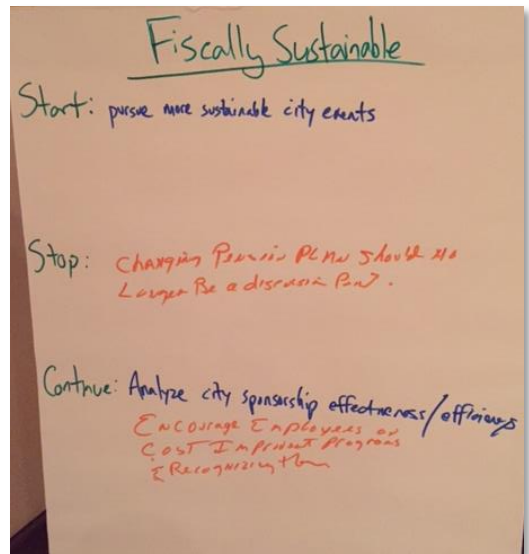 Fiscally Sustainable
Start: pursue more sustainable city events
Stop: Changing Pension Plan Should No
Longer Be a discussion Point.
Continue: Analyze city sponsorship effectiveness/efficiency
Encourage Employees on
Cost Improvement Programs
& Recognizing them